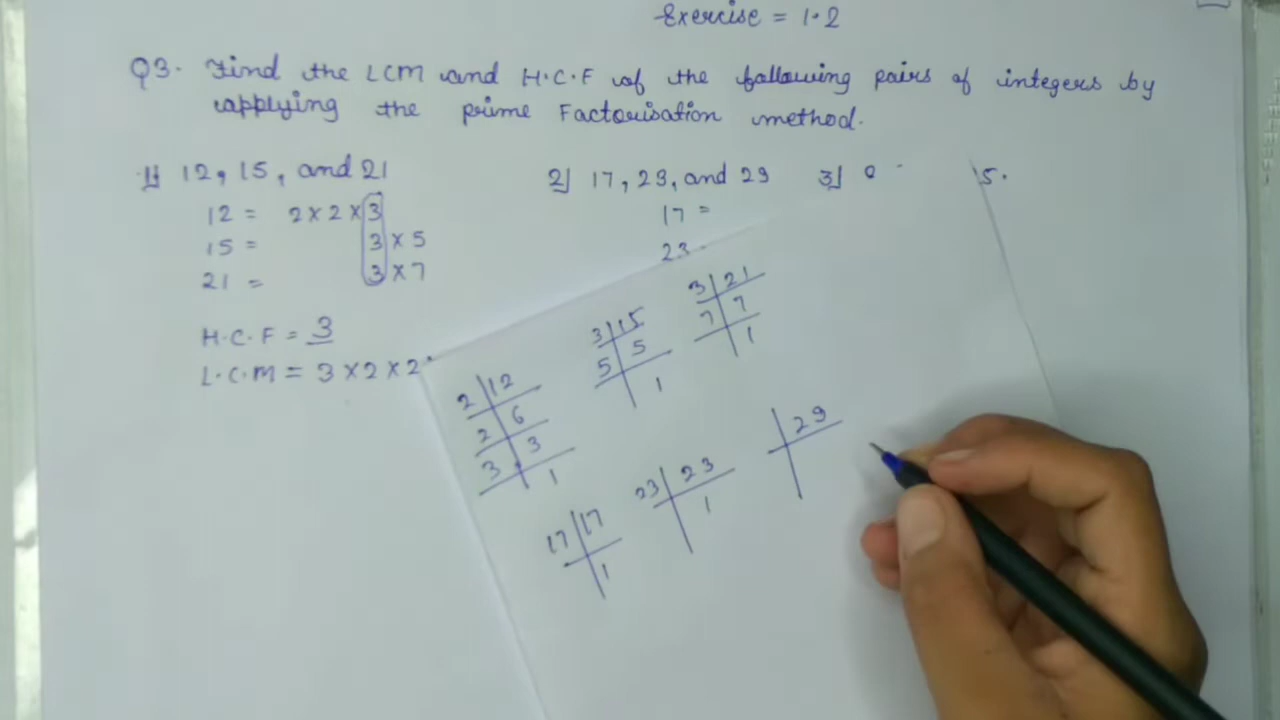 Exercise = 1.2
Q3. Find the LCM and H.C.F of the following pairs of integers by
applying the prime Factorisation method.
1] 12, 15, and 21
12 = 2 x 2 x 3
15 = 3 x 5
21 = 3 x 7
H.C.F = 3
L.C.M = 3 x 2 x 2
2] 17, 23, and 29
17 =
23
3] 5.
2 | 12
2 | 6
3 | 3
1
3 | 15
5 | 5
1
3 | 21
7 | 7
1
17 | 17
1
23 | 23
1
29